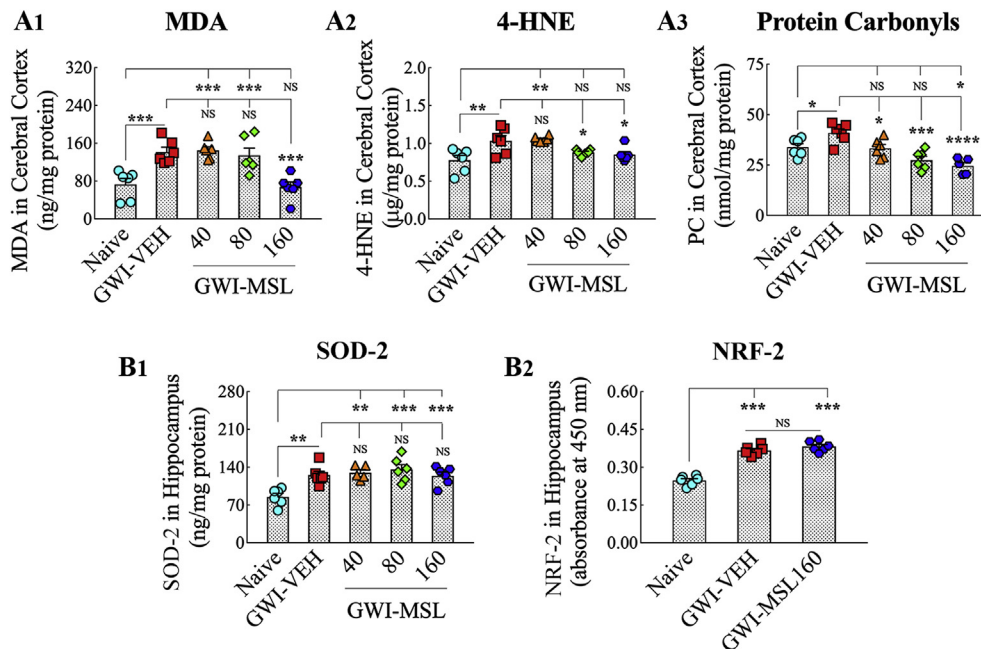 A1 MDA
MDA in Cerebral Cortex
(ng/mg protein)
320
240
160
80
0
*** *** NS
***
NS NS ***
Naive
GWI-VEH
40
80
160
GWI-MSL
A2 4-HNE
4-HNE in Cerebral Cortex
(µg/mg protein)
2.0
1.5
1.0
0.5
0.0
** NS NS
**
NS * *
Naive
GWI-VEH
40
80
160
GWI-MSL
A3 Protein Carbonyls
PC in Cerebral Cortex
(nmol/mg protein)
75
50
25
0
NS NS *
*
* *** ****
Naive
GWI-VEH
40
80
160
GWI-MSL
B1 SOD-2
SOD-2 in Hippocampus
(ng/mg protein)
280
210
140
70
0
** *** ***
**
NS NS NS
Naive
GWI-VEH
40
80
160
GWI-MSL
B2 NRF-2
NRF-2 in Hippocampus
(absorbance at 450 nm)
0.60
0.45
0.30
0.15
0.00
*** ***
NS
Naive
GWI-VEH
GWI-MSL160